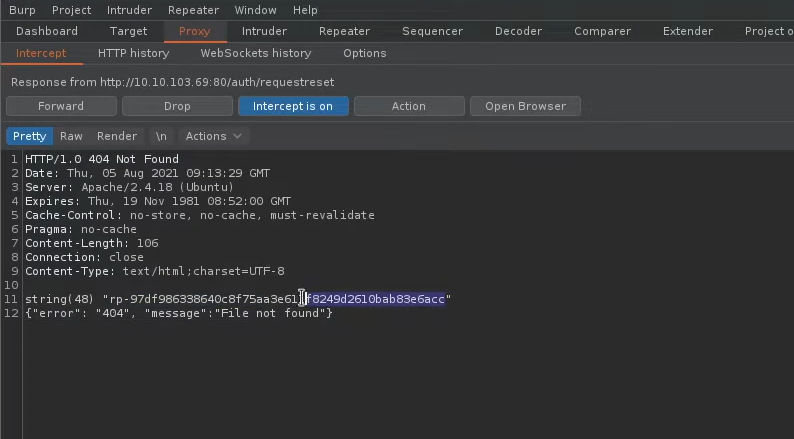 Burp Project Intruder Repeater Window Help
Dashboard Target Proxy Intruder Repeater Sequencer Decoder Comparer Extender Project o
Intercept HTTP history WebSockets history Options
Response from http://10.10.103.69:80/auth/requestreset
Forward Drop Intercept is on Action Open Browser
Pretty Raw Render \n Actions
1 HTTP/1.0 404 Not Found
2 Date: Thu, 05 Aug 2021 09:13:29 GMT
3 Server: Apache/2.4.18 (Ubuntu)
4 Expires: Thu, 19 Nov 1981 08:52:00 GMT
5 Cache-Control: no-store, no-cache, must-revalidate
6 Pragma: no-cache
7 Content-Length: 106
8 Connection: close
9 Content-Type: text/html;charset=UTF-8
10
11 string(48)
12 {"error": "404", "message":"File not found"}